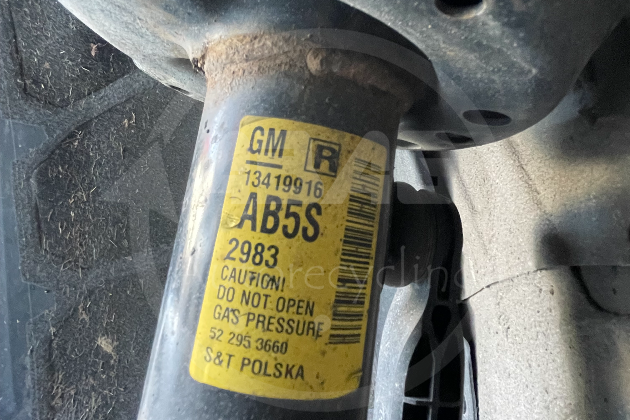 GM R
13419916
AB5S
2983
CAUTION!
DO NOT OPEN
GAS PRESSURE
52 295 3660
S&T POLSKA